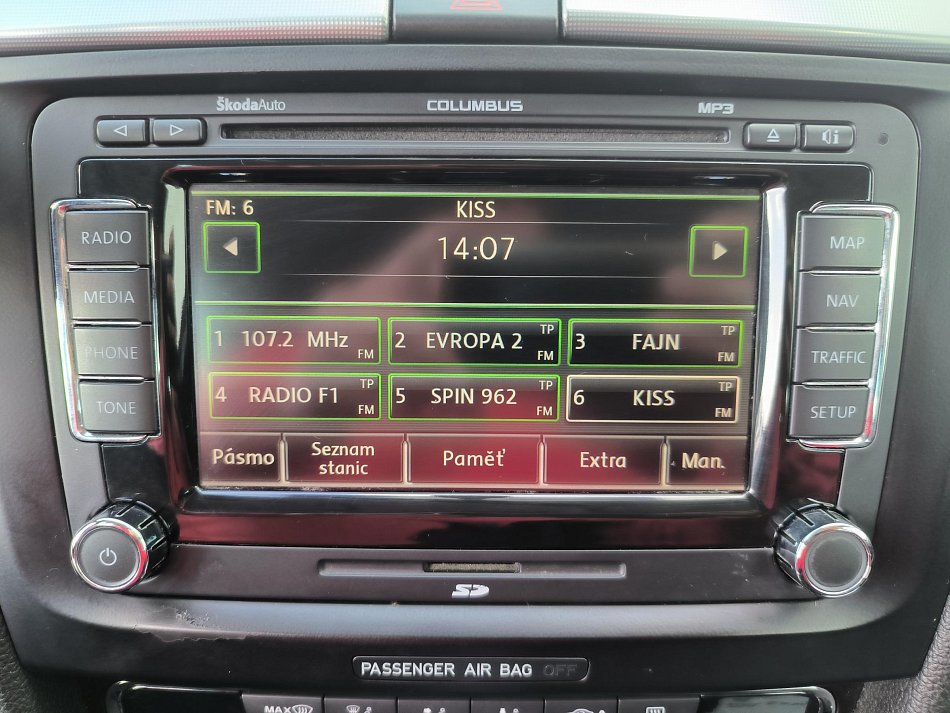 ŠkodaAuto COLUMBUS MP3
RADIO
MEDIA
PHONE
TONE
FM: 6 KISS
14:07
1 107.2 MHz FM
2 EVROPA 2 TP FM
3 FAJN TP FM
4 RADIO F1 TP FM
5 SPIN 962 TP FM
6 KISS TP FM
Pásmo
Seznam
stanic
Paměť
Extra
Man.
MAP
NAV
TRAFFIC
SETUP
SD
PASSENGER AIR BAG OFF
MAX